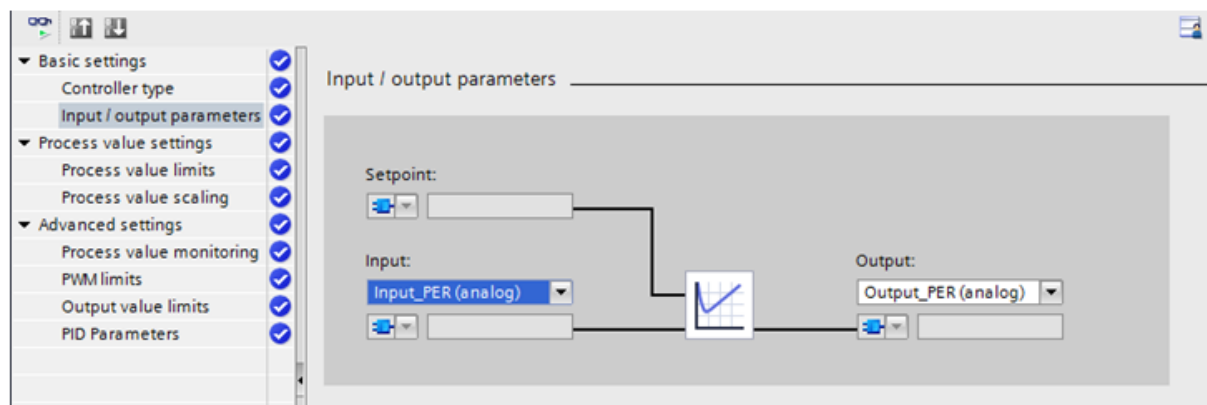 Basic settings
Controller type
Input / output parameters
Process value settings
Process value limits
Process value scaling
Advanced settings
Process value monitoring
PWM limits
Output value limits
PID Parameters
Input / output parameters
Setpoint:
Input:
Input_PER (analog)
Output:
Output_PER (analog)